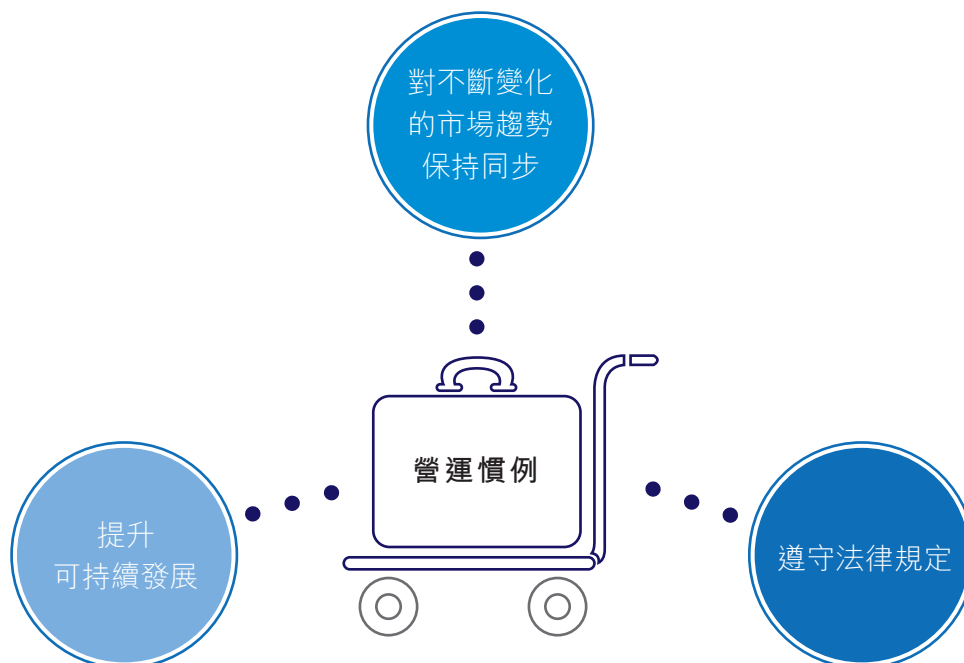 對不斷變化
的市場趨勢
保持同步
營運慣例
提升
可持續發展
遵守法律規定